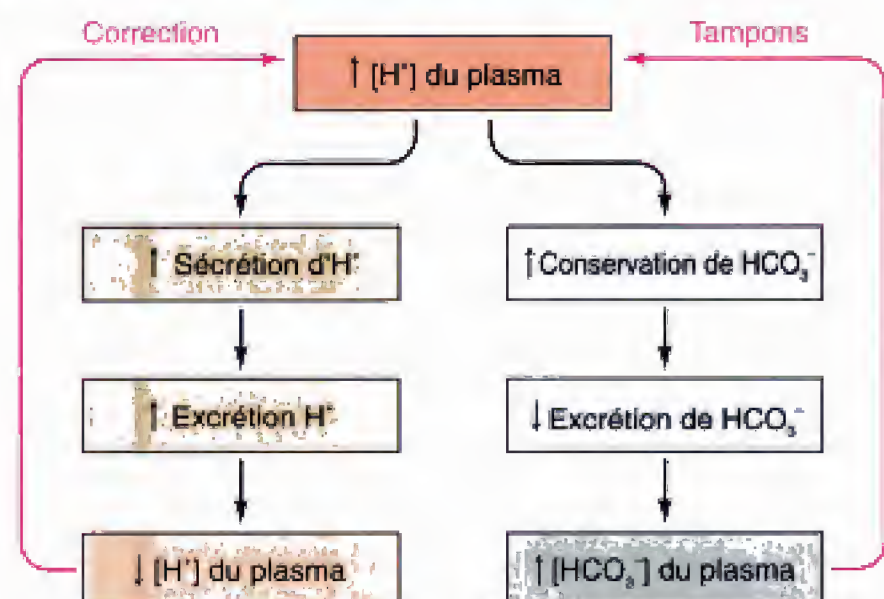 Correction
Tampons
↑ [H⁺] du plasma
↑ Sécrétion d'H⁺
↑ Conservation de HCO₃⁻
↑ Excrétion H⁺
↓ Excrétion de HCO₃⁻
↓ [H⁺] du plasma
↑ [HCO₃⁻] du plasma